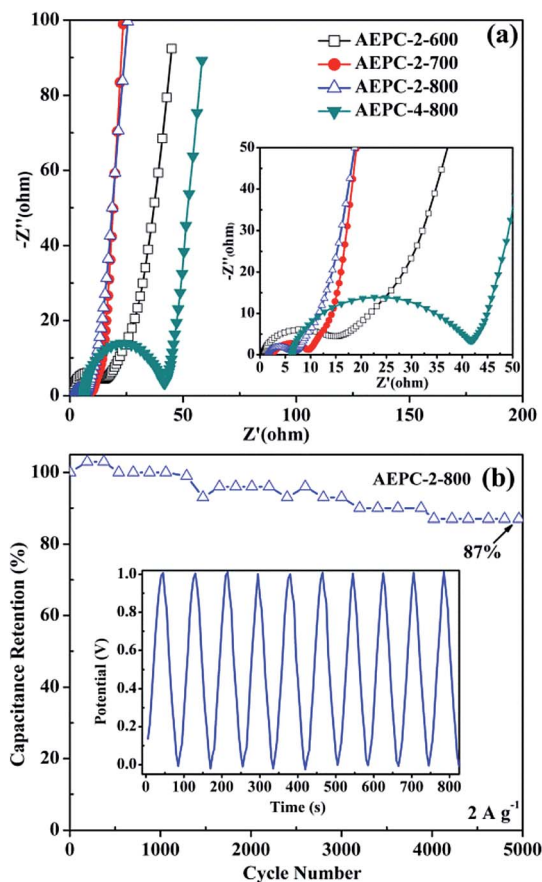 (a)
AEPC-2-600
AEPC-2-700
AEPC-2-800
AEPC-4-800
-Z''(ohm)
100
80
60
40
20
0
-Z''(ohm)
50
40
30
20
10
0
0 5 10 15 20 25 30 35 40 45 50
Z'(ohm)
0 50 100 150 200
Z'(ohm)
AEPC-2-800 (b)
Capacitance Retention (%)
100
80
60
40
20
0
87%
Potential (V)
1.0
0.8
0.6
0.4
0.2
0.0
0 100 200 300 400 500 600 700 800
Time (s)
2 A g⁻¹
0 1000 2000 3000 4000 5000
Cycle Number